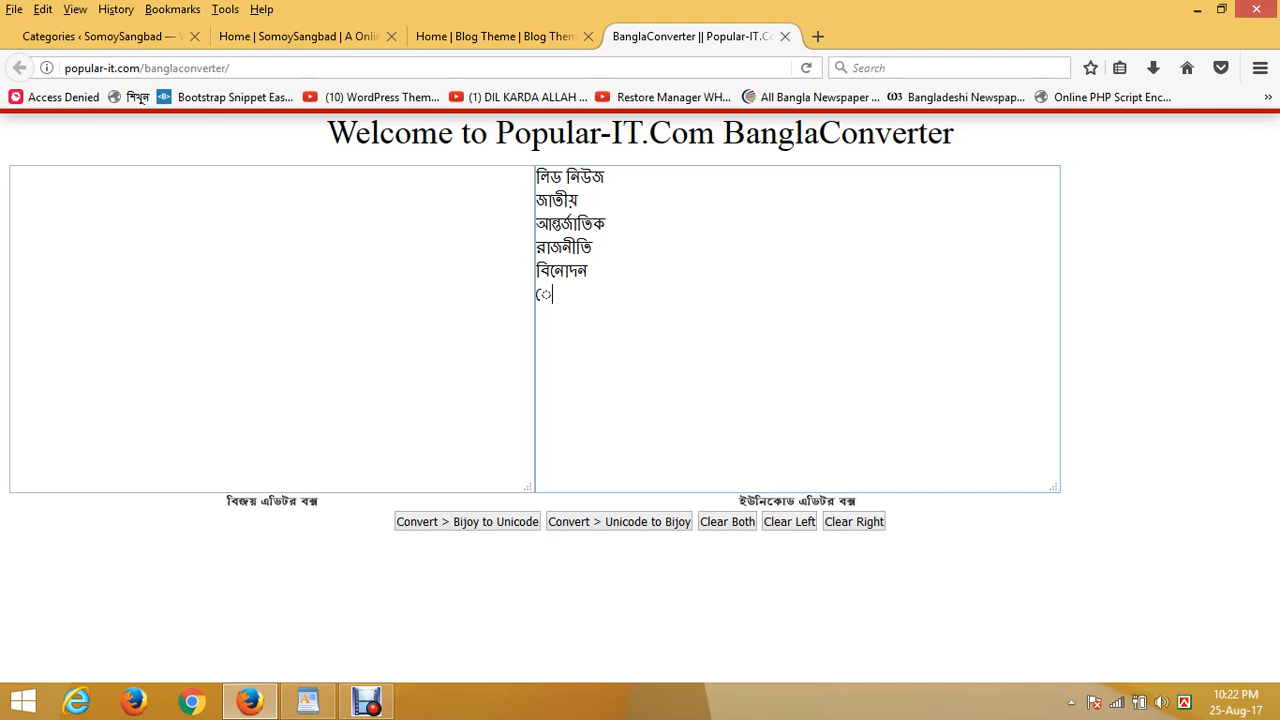 File Edit View History Bookmarks Tools Help
Categories ‹ SomoySangbad — Home | SomoySangbad | A Onli Home | Blog Theme | Blog Them BanglaConverter || Popular-IT.C
popular-it.com/banglaconverter/ Search
Access Denied শিখুন Bootstrap Snippet Eas... (10) WordPress Them... (1) DIL KARDA ALLAH ... Restore Manager WH... All Bangla Newspaper ... Bangladeshi Newspap... Online PHP Script Enc...
Welcome to Popular-IT.Com BanglaConverter
লিড নিউজ
জাতীয়
আন্তর্জাতিক
রাজনীতি
বিনোদন
ে
বিজয় এডিটর বক্স ইউনিকোড এডিটর বক্স
Convert > Bijoy to Unicode Convert > Unicode to Bijoy Clear Both Clear Left Clear Right
10:22 PM
25-Aug-17